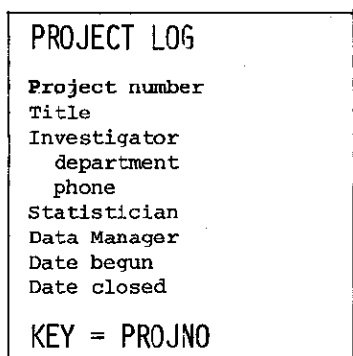 PROJECT LOG
Project number
Title
Investigator
department
phone
Statistician
Data Manager
Date begun
Date closed
KEY = PROJNO